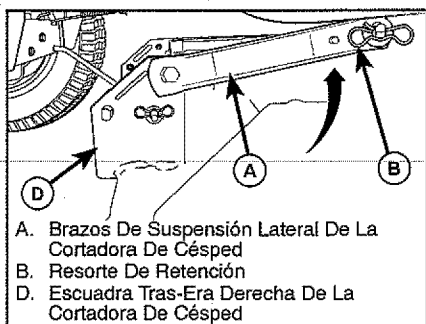 A
B
D
A. Brazos De Suspensión Lateral De La
Cortadora De Césped
B. Resorte De Retención
D. Escuadra Tras-Era Derecha De La
Cortadora De Césped